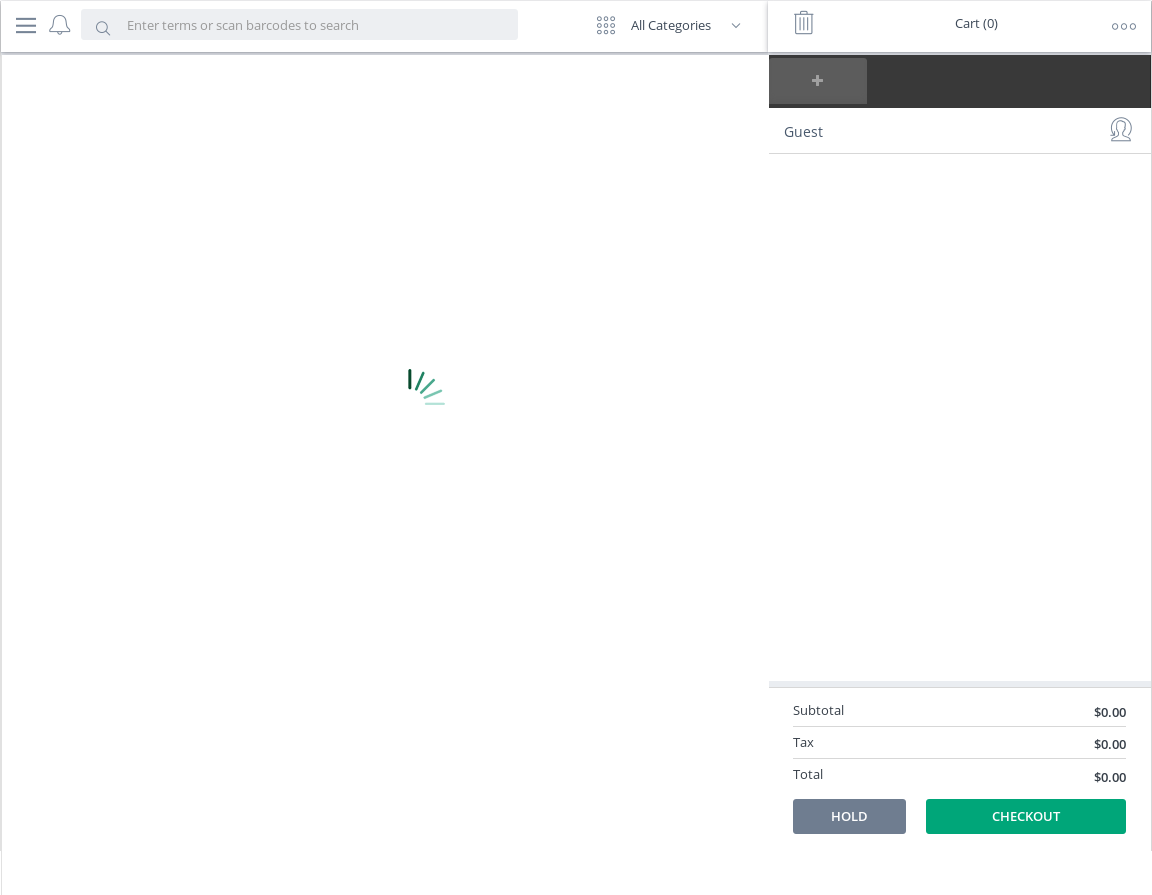 Enter terms or scan barcodes to search
All Categories
Cart (0)
Guest
Subtotal $0.00
Tax $0.00
Total $0.00
HOLD CHECKOUT